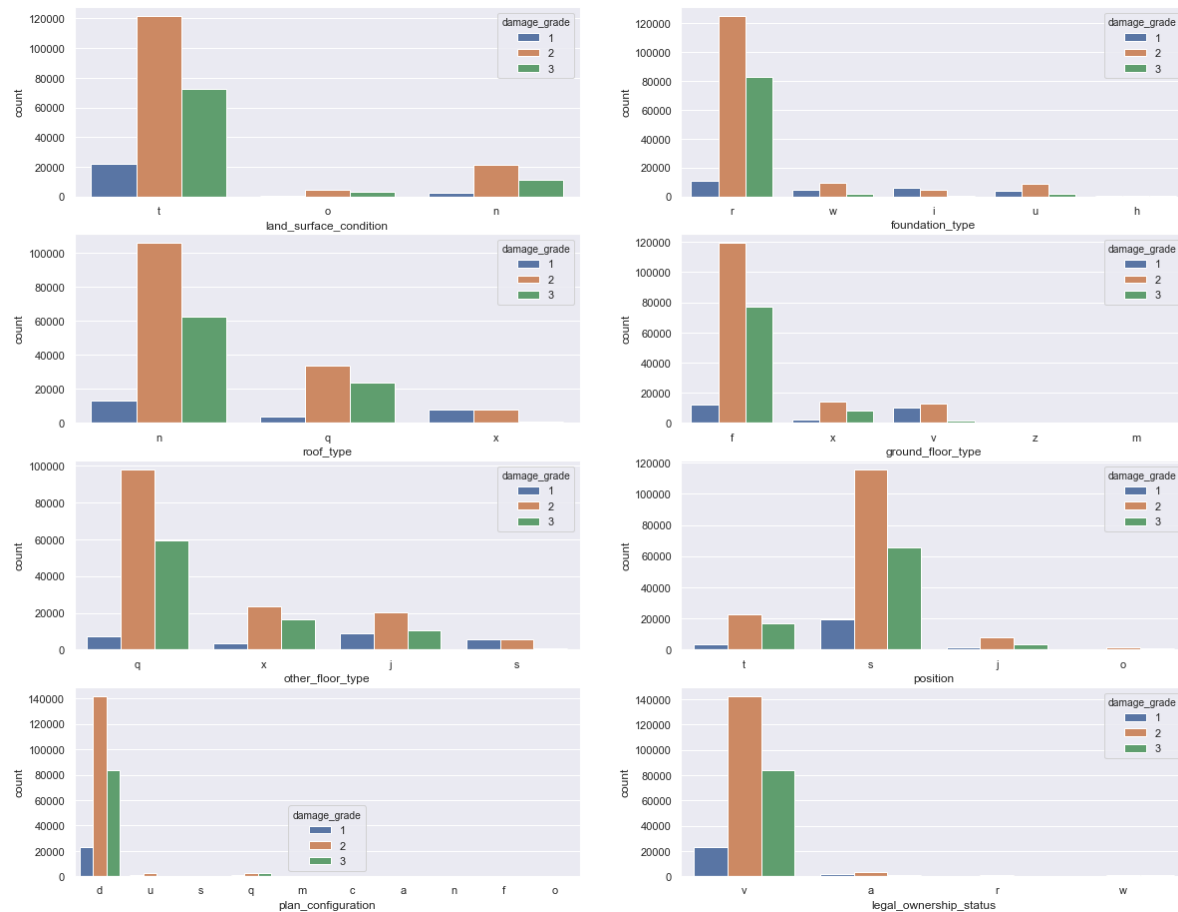 120000
100000
80000
60000
40000
20000
0
count
t o n
land_surface_condition
damage_grade
1
2
3
120000
100000
80000
60000
40000
20000
0
count
r w i u h
foundation_type
damage_grade
1
2
3
100000
80000
60000
40000
20000
0
count
n q x
roof_type
damage_grade
1
2
3
120000
100000
80000
60000
40000
20000
0
count
f x v z m
ground_floor_type
damage_grade
1
2
3
100000
80000
60000
40000
20000
0
count
q x j s
other_floor_type
damage_grade
1
2
3
120000
100000
80000
60000
40000
20000
0
count
t s j o
position
damage_grade
1
2
3
140000
120000
100000
80000
60000
40000
20000
0
count
d u s q m c a n f o
plan_configuration
damage_grade
1
2
3
140000
120000
100000
80000
60000
40000
20000
0
count
v a r w
legal_ownership_status
damage_grade
1
2
3